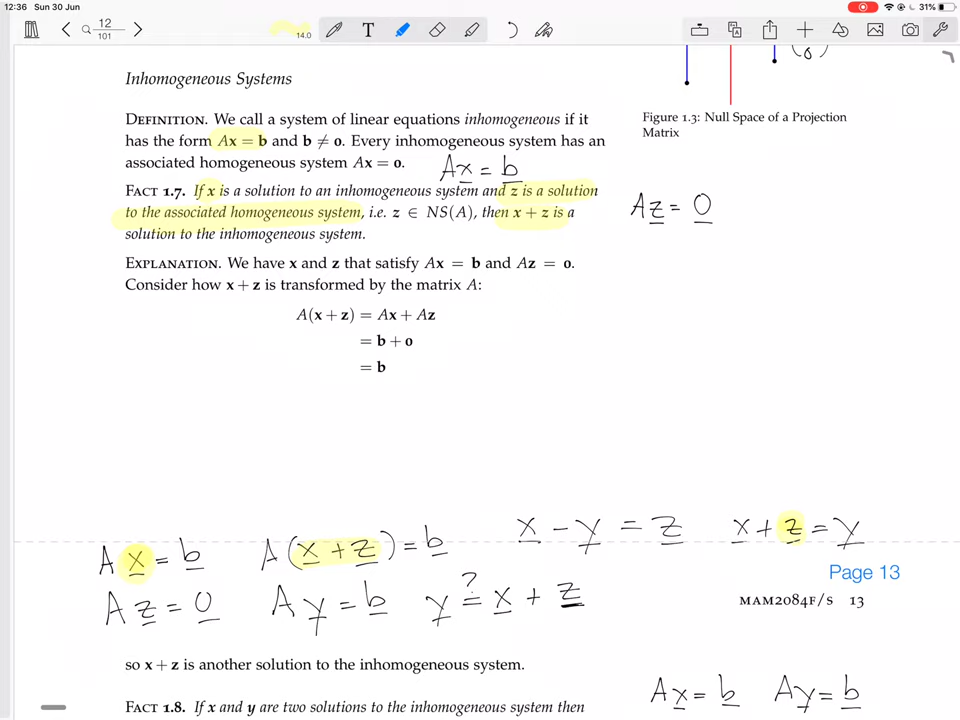 12:36 Sun 30 Jun
31%
12
101
14.0
T
Inhomogeneous Systems
(0)
Definition. We call a system of linear equations inhomogeneous if it
has the form Ax = b and b ≠ 0. Every inhomogeneous system has an
associated homogeneous system Ax = 0.
Figure 1.3: Null Space of a Projection
Matrix
Ax = b
Fact 1.7. If x is a solution to an inhomogeneous system and z is a solution
to the associated homogeneous system, i.e. z ∈ NS(A), then x + z is a
solution to the inhomogeneous system.
Az = 0
Explanation. We have x and z that satisfy Ax = b and Az = 0.
Consider how x + z is transformed by the matrix A:
A(x + z) = Ax + Az
= b + 0
= b
Ax = b A(x + z) = b x - y = z x + z = y
Page 13
Az = 0 Ay = b y ?= x + z
MAM2084F/S 13
so x + z is another solution to the inhomogeneous system.
Ax = b Ay = b
Fact 1.8. If x and y are two solutions to the inhomogeneous system then